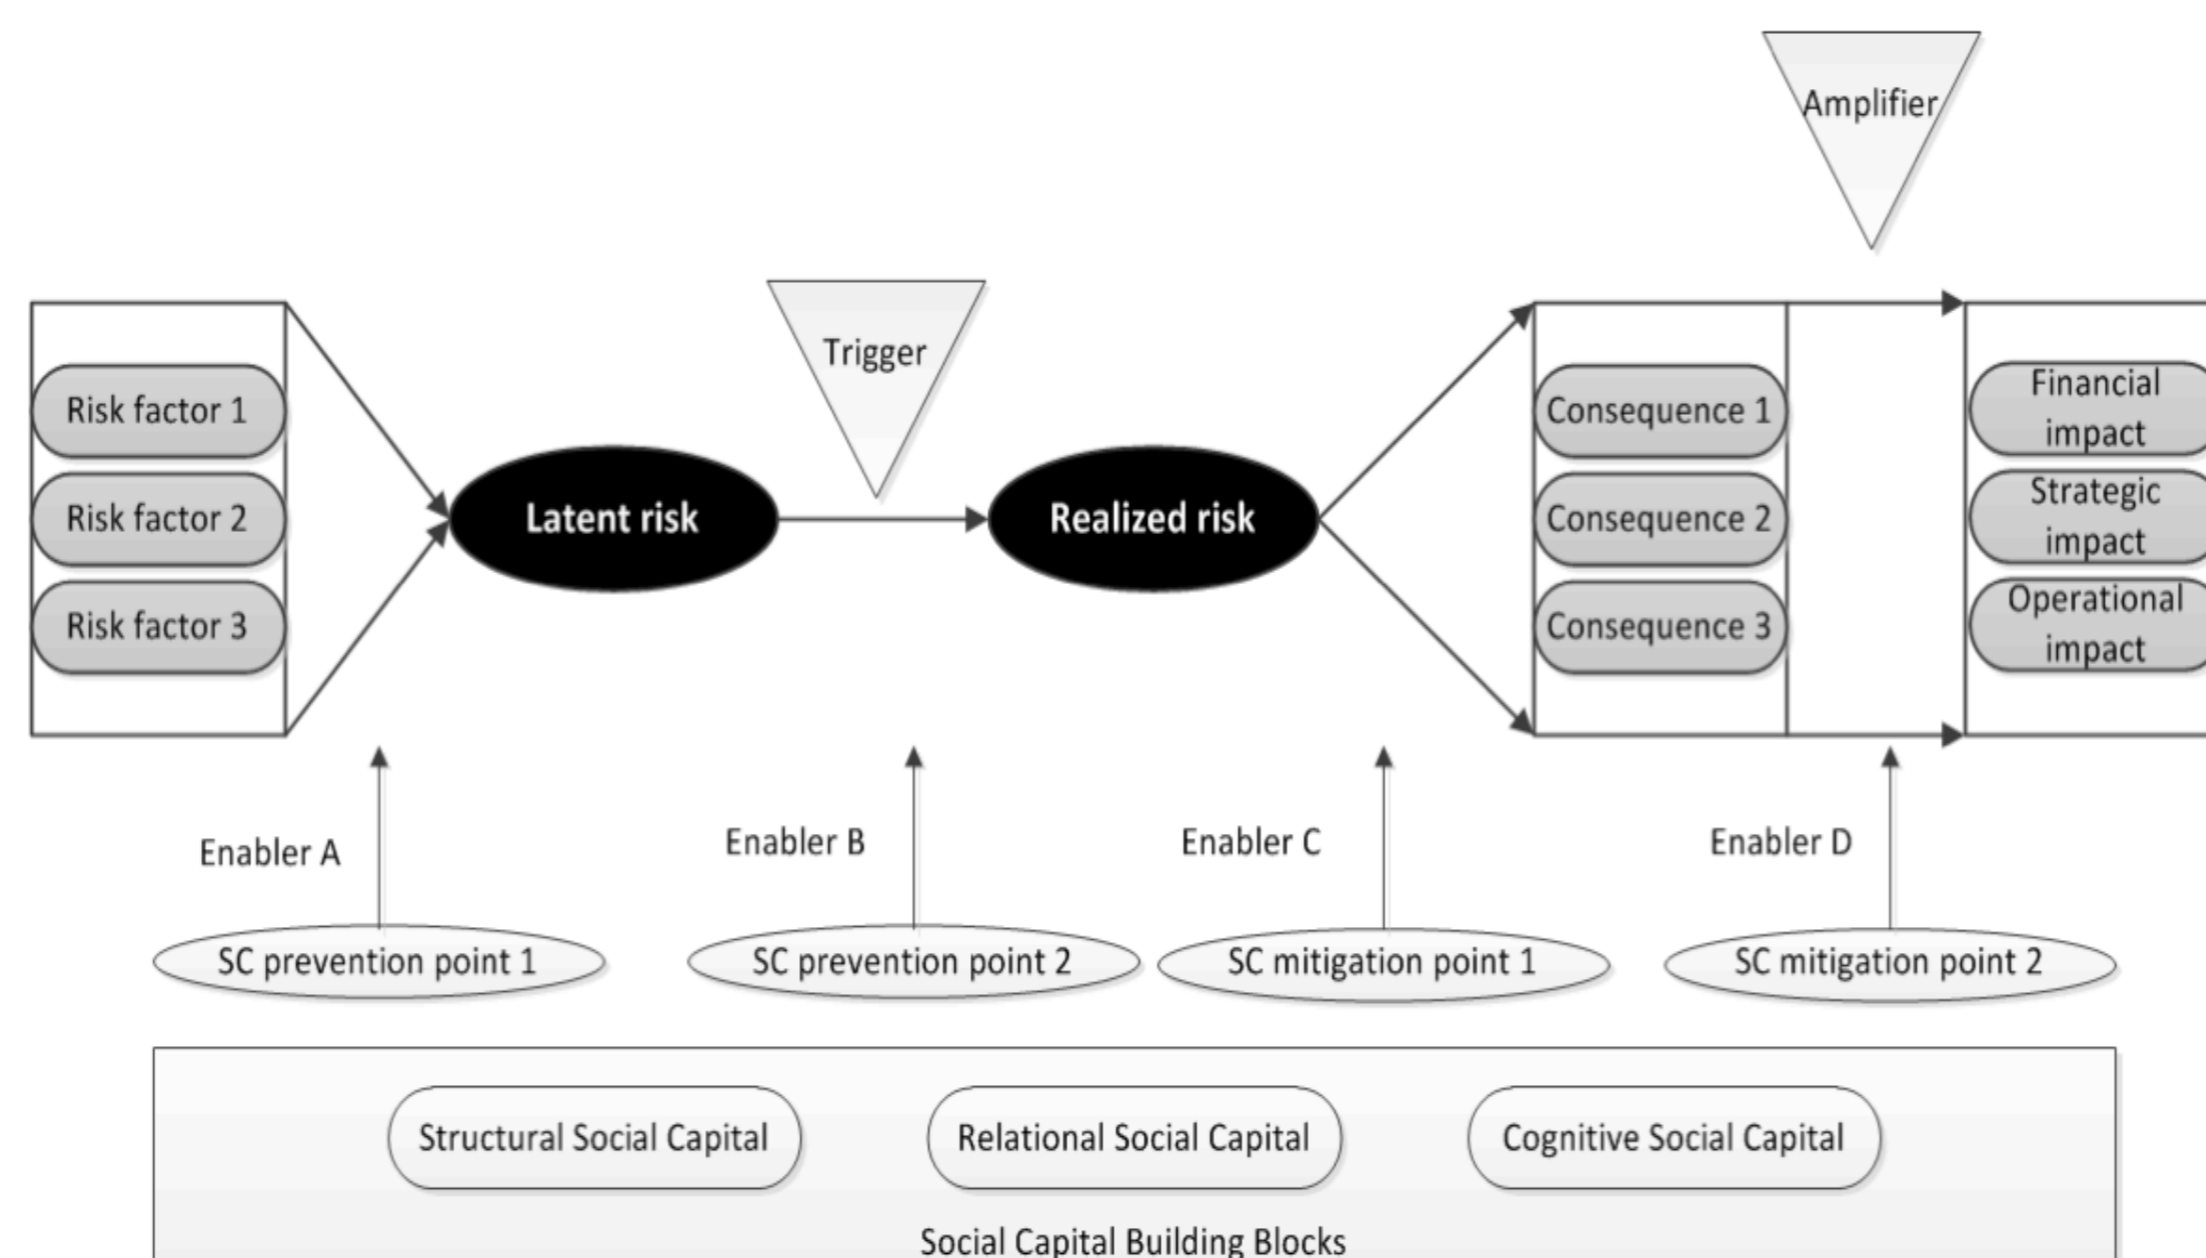 Amplifier
Trigger
Risk factor 1
Risk factor 2
Risk factor 3
Latent risk
Realized risk
Consequence 1
Consequence 2
Consequence 3
Financial
impact
Strategic
impact
Operational
impact
Enabler A
Enabler B
Enabler C
Enabler D
SC prevention point 1
SC prevention point 2
SC mitigation point 1
SC mitigation point 2
Structural Social Capital
Relational Social Capital
Cognitive Social Capital
Social Capital Building Blocks